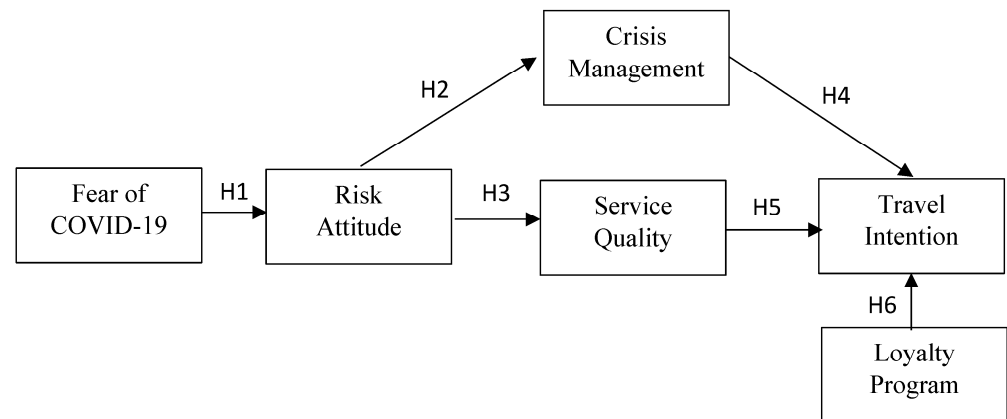 Crisis
Management
H2
H4
Fear of
COVID-19
H1
Risk
Attitude
H3
Service
Quality
H5
Travel
Intention
H6
Loyalty
Program